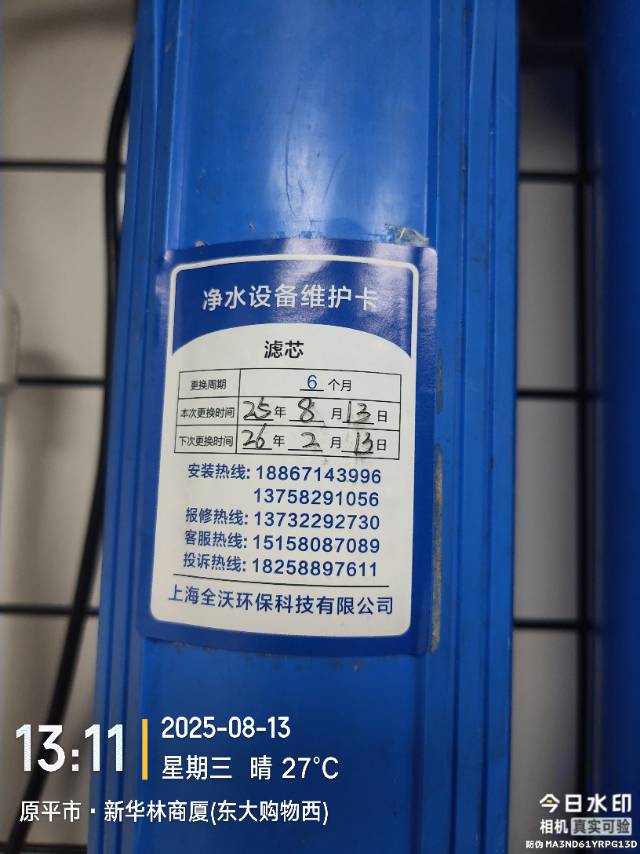 净水设备维护卡
滤芯
更换周期 6 个月
本次更换时间 25 年 8 月 13 日
下次更换时间 26 年 2 月 13 日
安装热线: 18867143996
13758291056
报修热线: 13732292730
客服热线: 15158087089
投诉热线: 18258897611
上海全沃环保科技有限公司
13:11
2025-08-13
星期三 晴 27°C
原平市·新华林商厦(东大购物西)
今日水印
相机 真实可验
防伪 MA3ND61YRPG13D